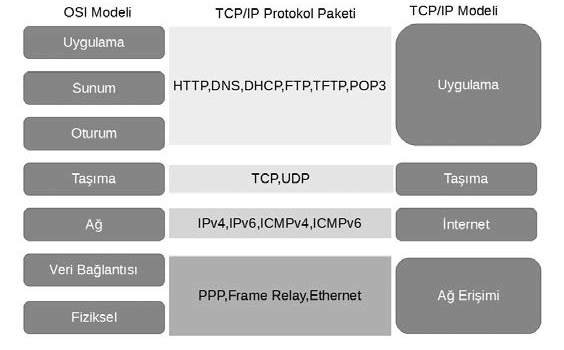 OSI Modeli
TCP/IP Protokol Paketi
TCP/IP Modeli
Uygulama
Sunum
Oturum
HTTP,DNS,DHCP,FTP,TFTP,POP3
Uygulama
Taşıma
TCP,UDP
Taşıma
Ağ
IPv4,IPv6,ICMPv4,ICMPv6
İnternet
Veri Bağlantısı
Fiziksel
PPP,Frame Relay,Ethernet
Ağ Erişimi